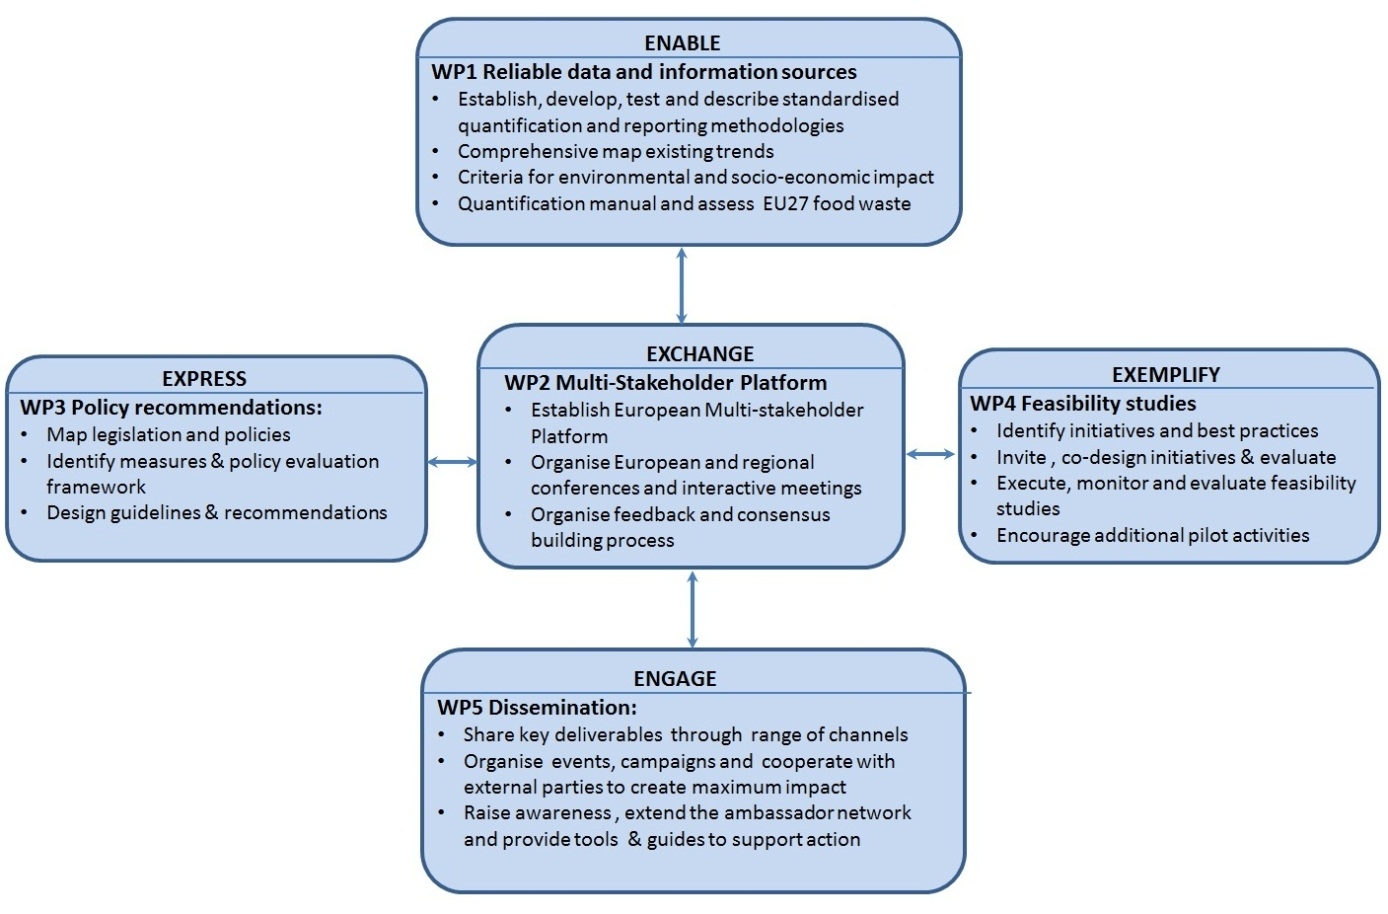 ENABLE
WP1 Reliable data and information sources
• Establish, develop, test and describe standardised
quantification and reporting methodologies
• Comprehensive map existing trends
• Criteria for environmental and socio-economic impact
• Quantification manual and assess EU27 food waste
EXPRESS
WP3 Policy recommendations:
• Map legislation and policies
• Identify measures & policy evaluation
framework
• Design guidelines & recommendations
EXCHANGE
WP2 Multi-Stakeholder Platform
• Establish European Multi-stakeholder
Platform
• Organise European and regional
conferences and interactive meetings
• Organise feedback and consensus
building process
EXEMPLIFY
WP4 Feasibility studies
• Identify initiatives and best practices
• Invite , co-design initiatives & evaluate
• Execute, monitor and evaluate feasibility
studies
• Encourage additional pilot activities
ENGAGE
WP5 Dissemination:
• Share key deliverables through range of channels
• Organise events, campaigns and cooperate with
external parties to create maximum impact
• Raise awareness , extend the ambassador network
and provide tools & guides to support action